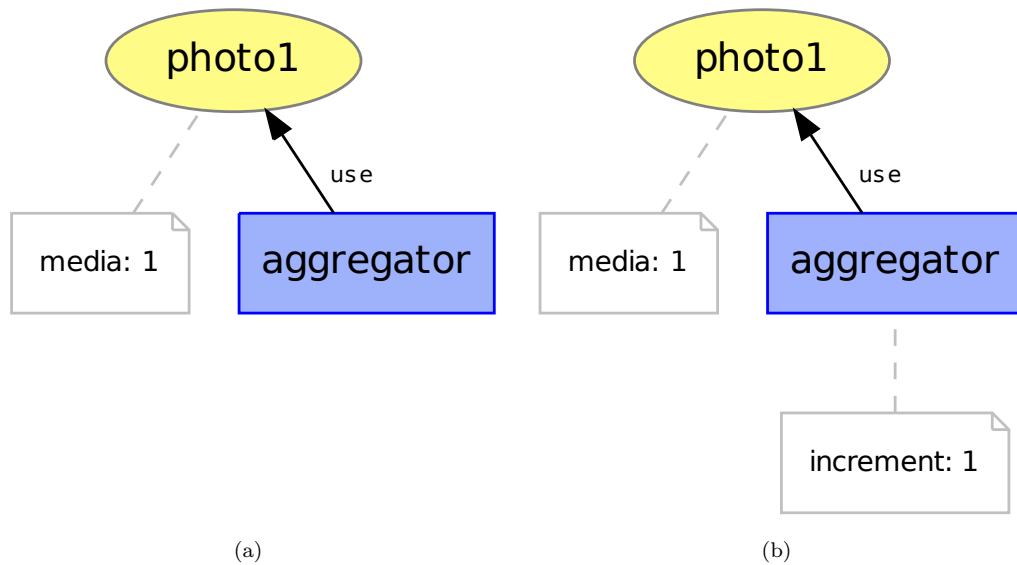 photo1
use
media: 1
aggregator
(a)
photo1
use
media: 1
aggregator
increment: 1
(b)